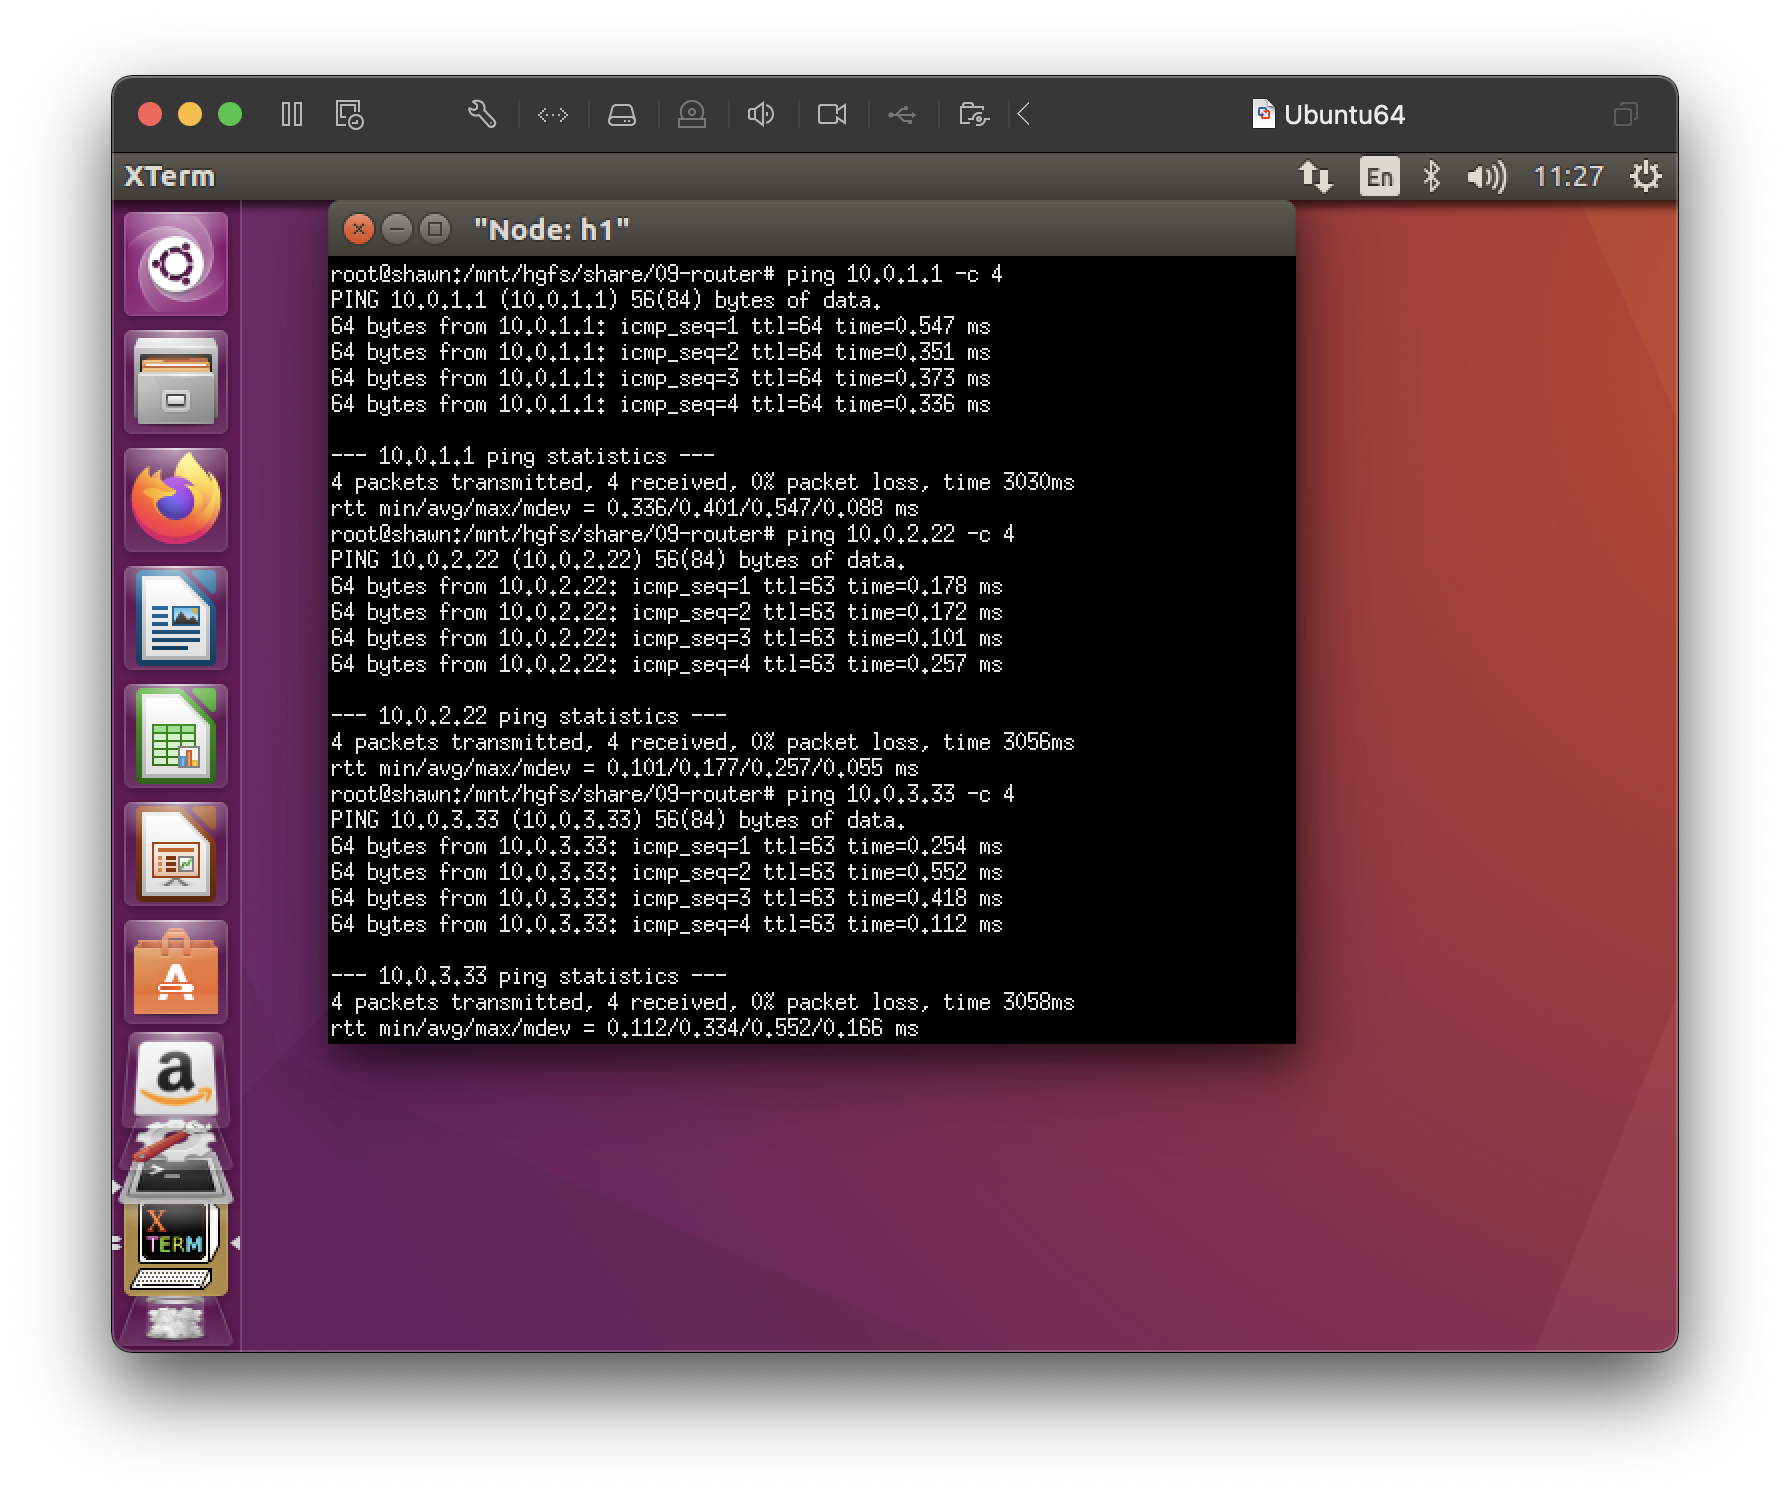 Ubuntu64
XTerm
En
11:27
"Node: h1"
root@shawn:/mnt/hgfs/share/09-router# ping 10.0.1.1 -c 4
PING 10.0.1.1 (10.0.1.1) 56(84) bytes of data.
64 bytes from 10.0.1.1: icmp_seq=1 ttl=64 time=0.547 ms
64 bytes from 10.0.1.1: icmp_seq=2 ttl=64 time=0.351 ms
64 bytes from 10.0.1.1: icmp_seq=3 ttl=64 time=0.373 ms
64 bytes from 10.0.1.1: icmp_seq=4 ttl=64 time=0.336 ms
--- 10.0.1.1 ping statistics ---
4 packets transmitted, 4 received, 0% packet loss, time 3030ms
rtt min/avg/max/mdev = 0.336/0.401/0.547/0.088 ms
root@shawn:/mnt/hgfs/share/09-router# ping 10.0.2.22 -c 4
PING 10.0.2.22 (10.0.2.22) 56(84) bytes of data.
64 bytes from 10.0.2.22: icmp_seq=1 ttl=63 time=0.178 ms
64 bytes from 10.0.2.22: icmp_seq=2 ttl=63 time=0.172 ms
64 bytes from 10.0.2.22: icmp_seq=3 ttl=63 time=0.101 ms
64 bytes from 10.0.2.22: icmp_seq=4 ttl=63 time=0.257 ms
--- 10.0.2.22 ping statistics ---
4 packets transmitted, 4 received, 0% packet loss, time 3056ms
rtt min/avg/max/mdev = 0.101/0.177/0.257/0.055 ms
root@shawn:/mnt/hgfs/share/09-router# ping 10.0.3.33 -c 4
PING 10.0.3.33 (10.0.3.33) 56(84) bytes of data.
64 bytes from 10.0.3.33: icmp_seq=1 ttl=63 time=0.254 ms
64 bytes from 10.0.3.33: icmp_seq=2 ttl=63 time=0.552 ms
64 bytes from 10.0.3.33: icmp_seq=3 ttl=63 time=0.418 ms
64 bytes from 10.0.3.33: icmp_seq=4 ttl=63 time=0.112 ms
--- 10.0.3.33 ping statistics ---
4 packets transmitted, 4 received, 0% packet loss, time 3058ms
rtt min/avg/max/mdev = 0.112/0.334/0.552/0.166 ms
A
a
>_
X
TERM